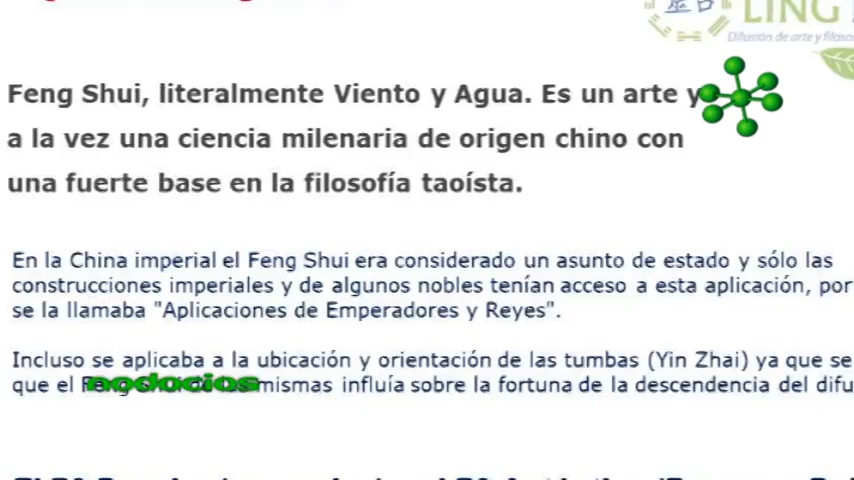 LING
Difusión de arte y filoso
Feng Shui, literalmente Viento y Agua. Es un arte y
a la vez una ciencia milenaria de origen chino con
una fuerte base en la filosofía taoísta.
En la China imperial el Feng Shui era considerado un asunto de estado y sólo las
construcciones imperiales y de algunos nobles tenían acceso a esta aplicación, por
se la llamaba "Aplicaciones de Emperadores y Reyes".
Incluso se aplicaba a la ubicación y orientación de las tumbas (Yin Zhai) ya que se
que el Feng mismas influía sobre la fortuna de la descendencia del difu
nodocios